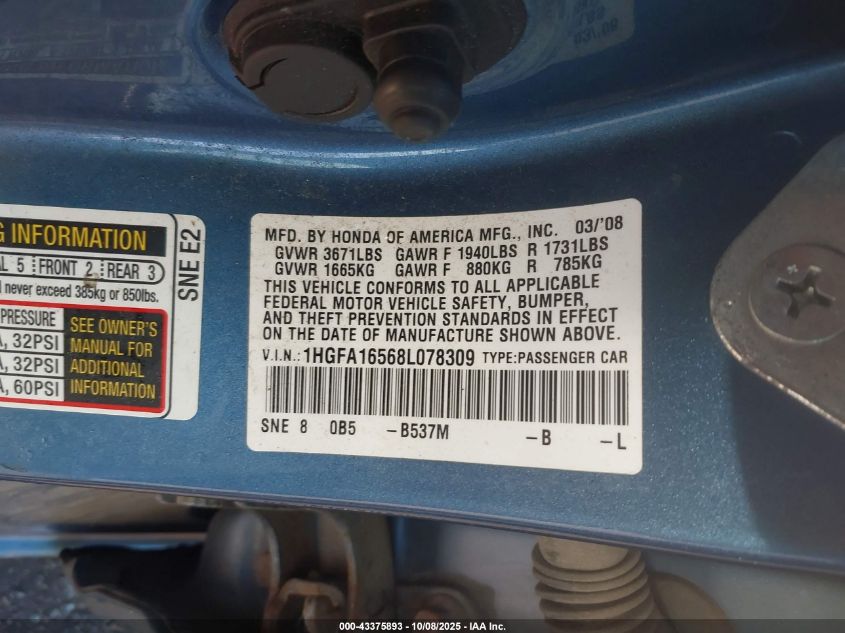 03/'08
MFD. BY HONDA OF AMERICA MFG., INC. 03/'08
GVWR 3671LBS GAWR F 1940LBS R 1731LBS
GVWR 1665KG GAWR F 880KG R 785KG
THIS VEHICLE CONFORMS TO ALL APPLICABLE
FEDERAL MOTOR VEHICLE SAFETY, BUMPER,
AND THEFT PREVENTION STANDARDS IN EFFECT
ON THE DATE OF MANUFACTURE SHOWN ABOVE.
V.I.N.: 1HGFA16568L078309 TYPE:PASSENGER CAR
SNE 8 0B5 -B537M -B -L
G INFORMATION
AL 5 FRONT 2 REAR 3
never exceed 385kg or 850lbs.
SNE E2
PRESSURE
A, 32PSI
A, 32PSI
A, 60PSI
SEE OWNER'S
MANUAL FOR
ADDITIONAL
INFORMATION
000-43375893 - 10/08/2025 - IAA Inc.